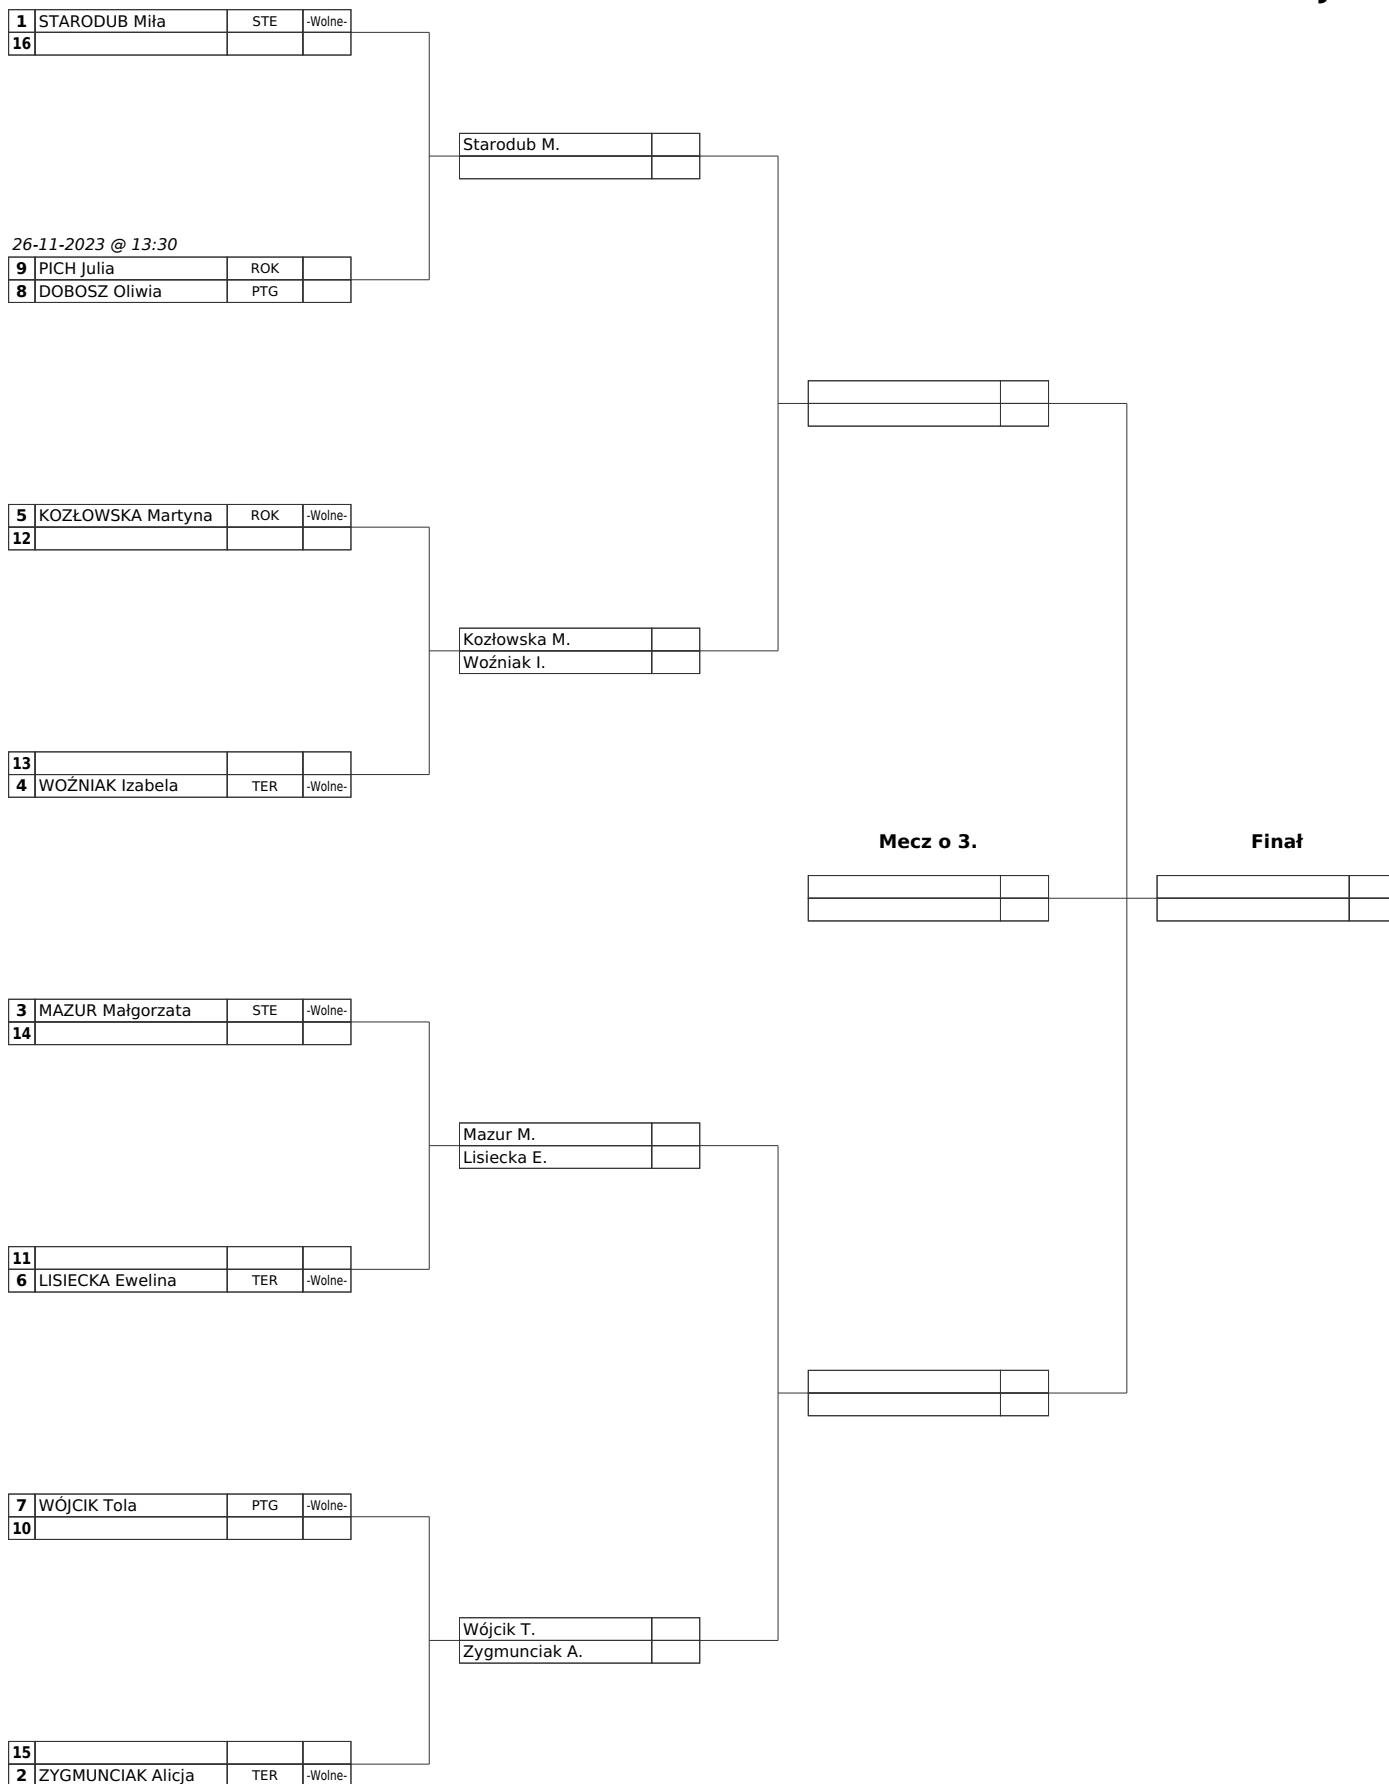 1 STARODUB Miła STE -Wolne-
16
Starodub M.
26-11-2023 @ 13:30
9 PICH Julia ROK
8 DOBOSZ Oliwia PTG
5 KOZŁOWSKA Martyna ROK -Wolne-
12
Kozłowska M.
Woźniak I.
13
4 WOŹNIAK Izabela TER -Wolne-
Mecz o 3. Finał
3 MAZUR Małgorzata STE -Wolne-
14
Mazur M.
Lisiecka E.
11
6 LISIECKA Ewelina TER -Wolne-
7 WÓJCIK Tola PTG -Wolne-
10
Wójcik T.
Zygmunciak A.
15
2 ZYGMUNCIAK Alicja TER -Wolne-